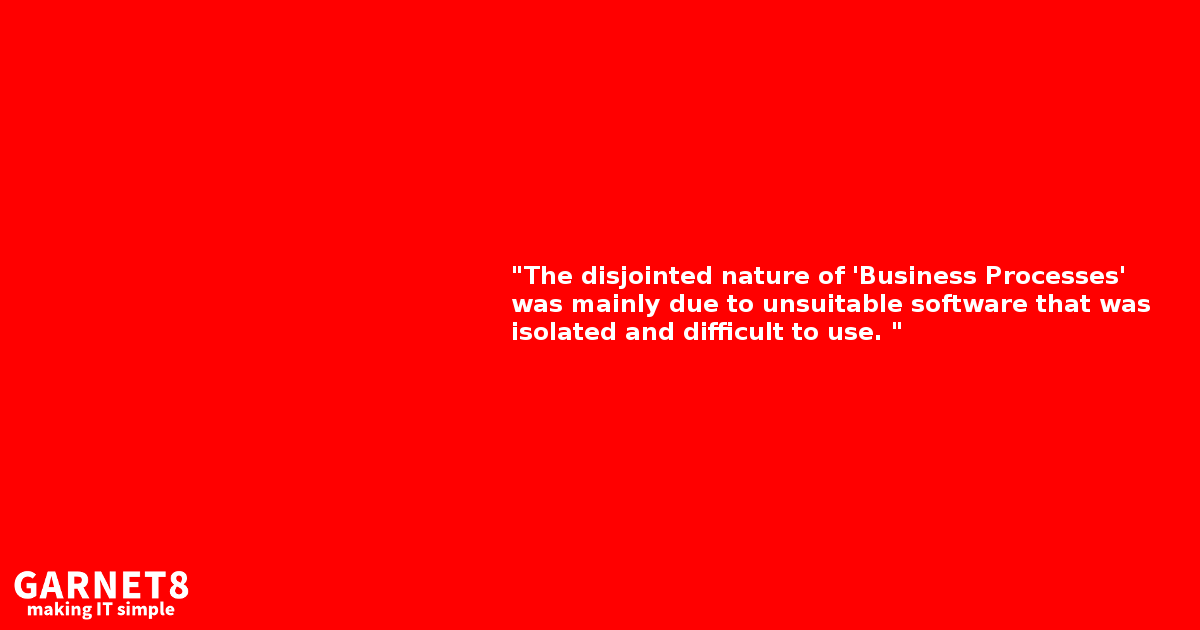 "The disjointed nature of 'Business Processes'
was mainly due to unsuitable software that was
isolated and difficult to use. "
GARNET8
making IT simple